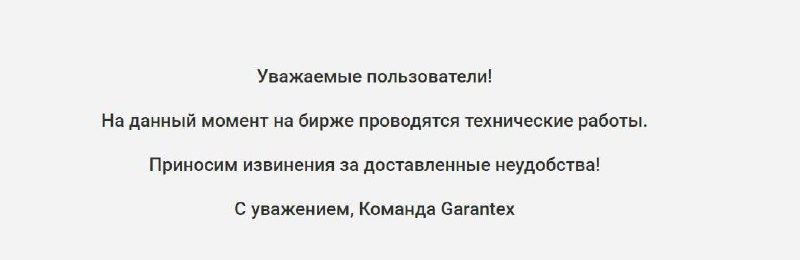 Уважаемые пользователи!
На данный момент на бирже проводятся технические работы.
Приносим извинения за доставленные неудобства!
С уважением, Команда Garantex